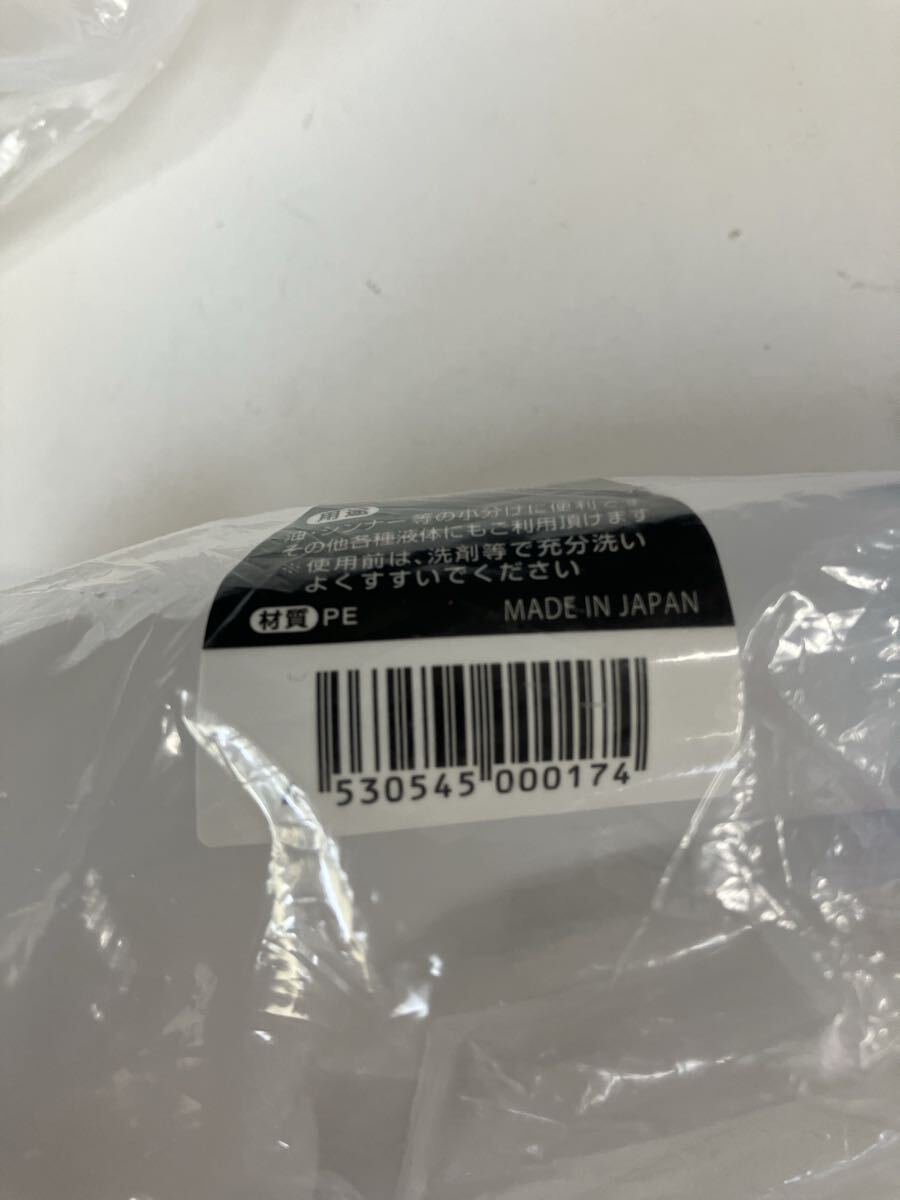 用途
油・シンナー等の小分けに便利です
その他各種液体にもご利用頂けます
※使用前は、洗剤等で充分洗い
よくすすいでください
材質 PE MADE IN JAPAN
530545 000174